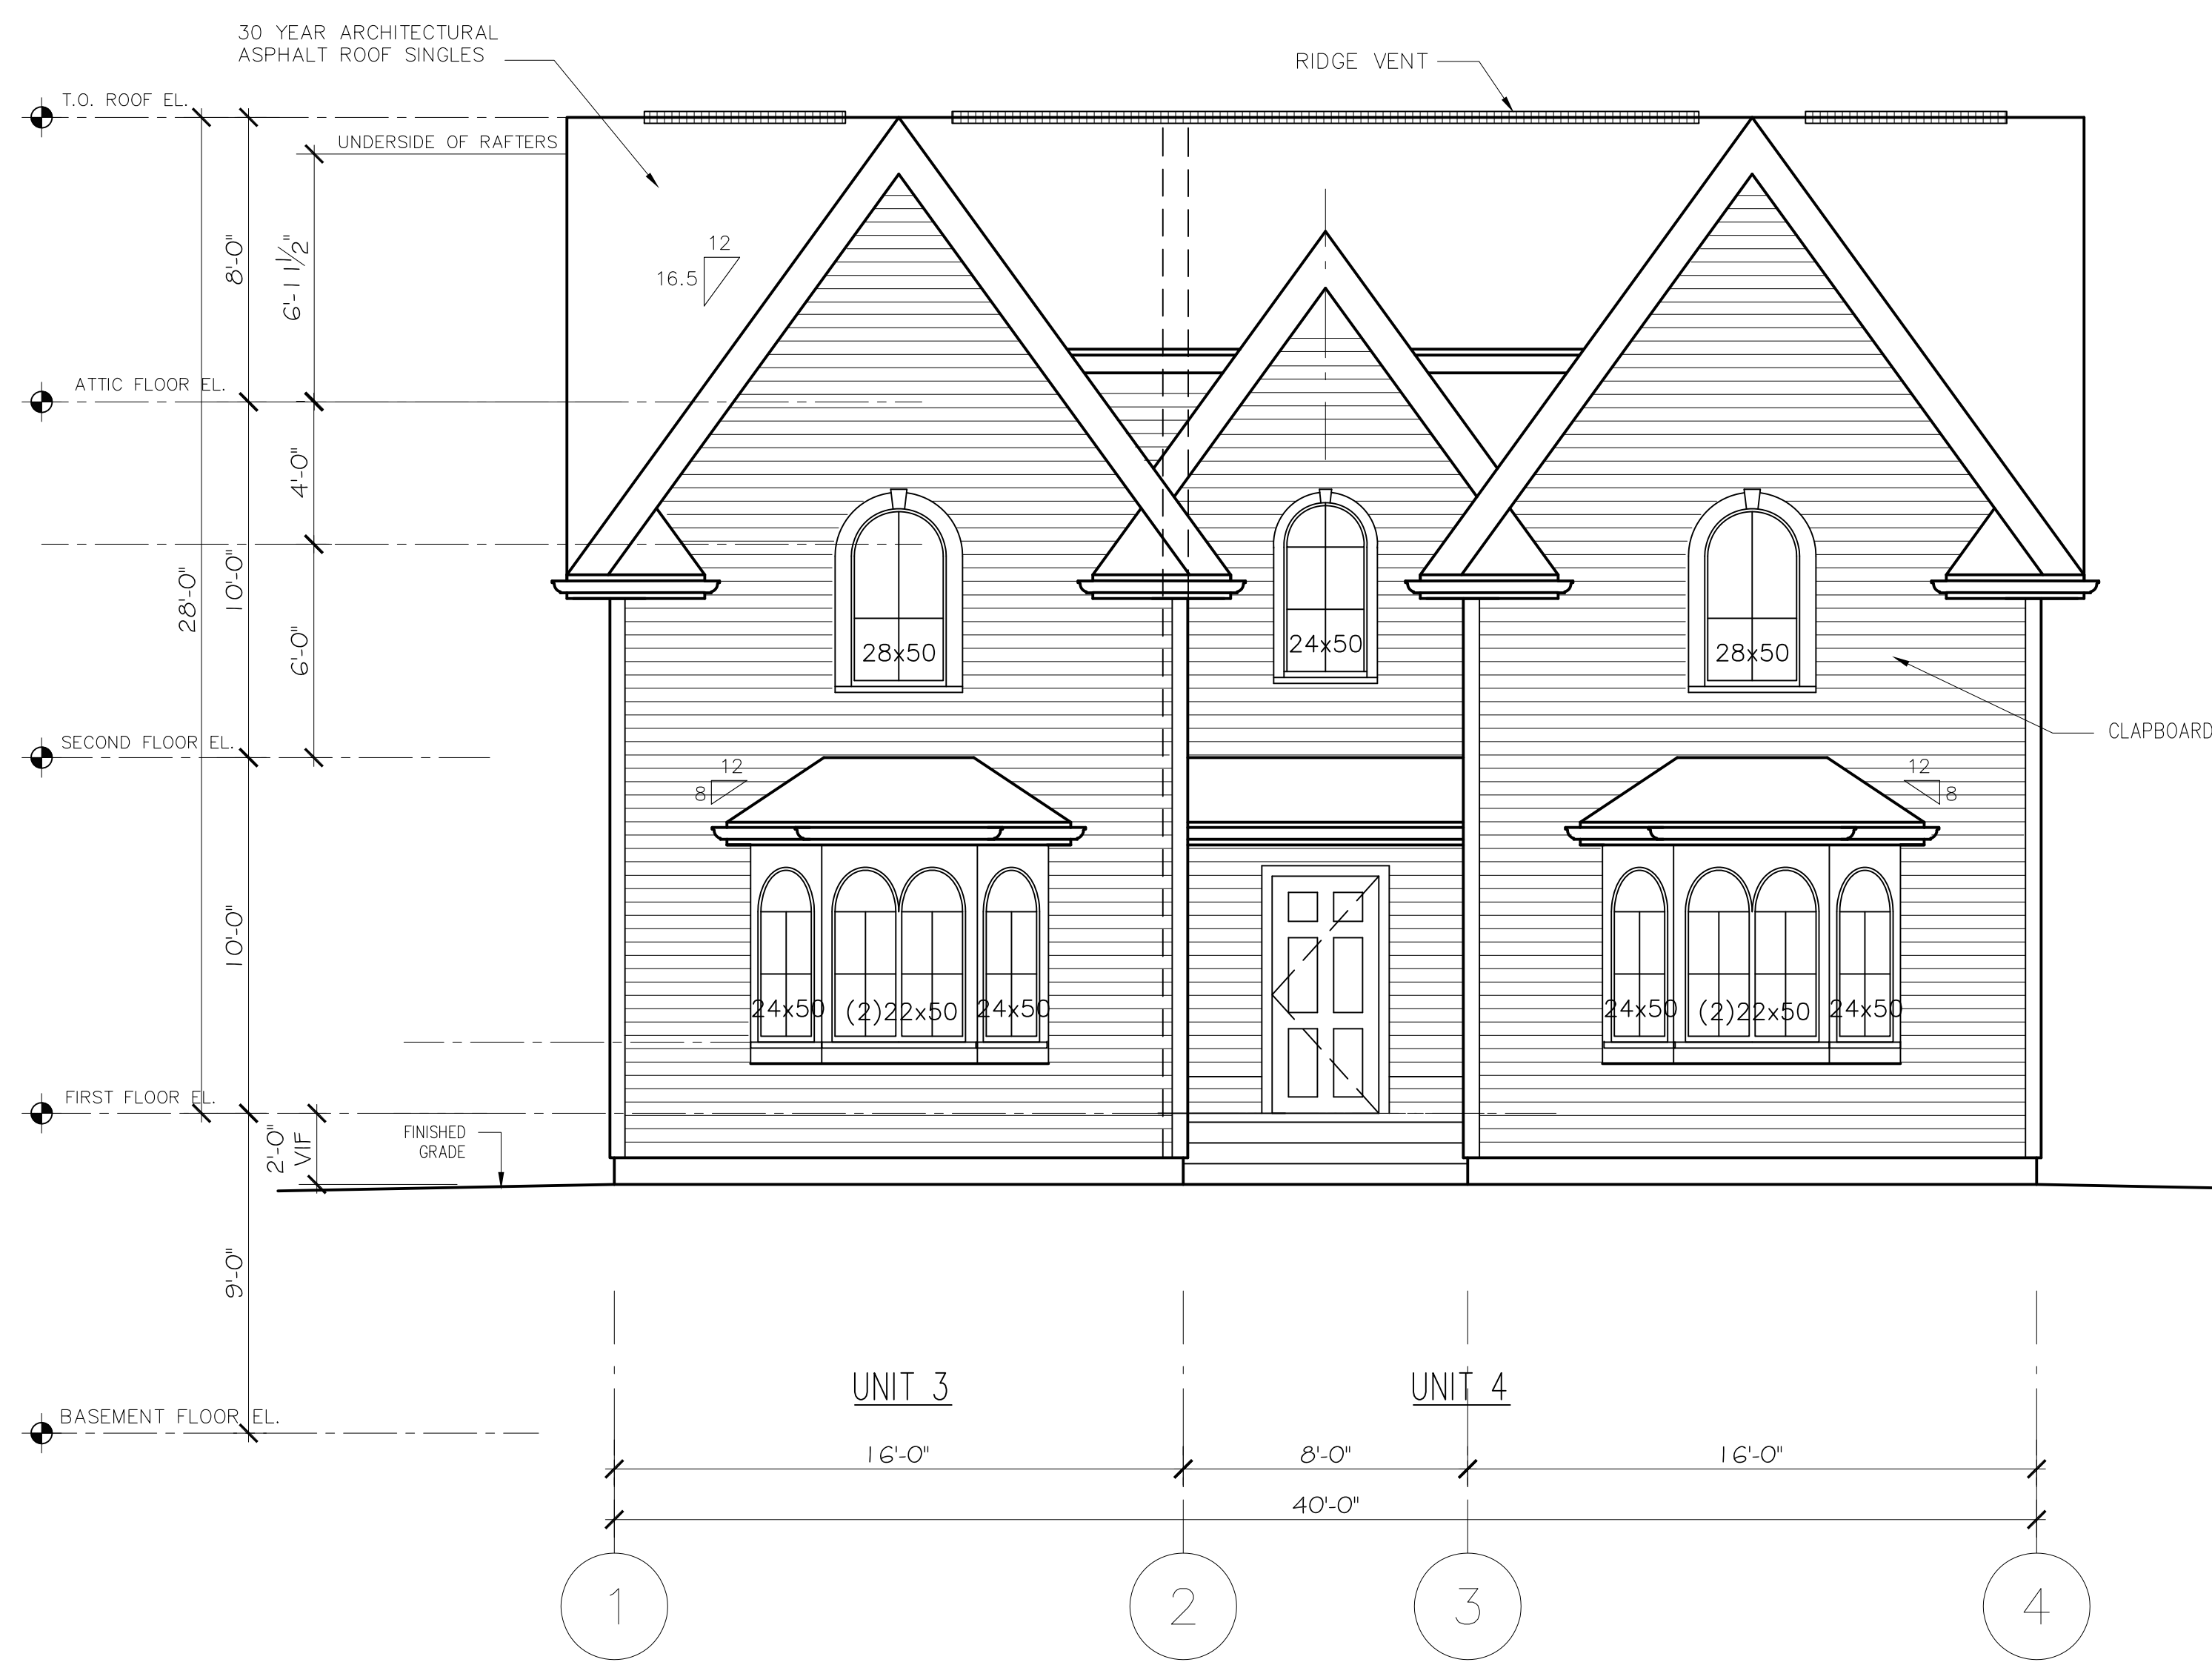 30 YEAR ARCHITECTURAL
ASPHALT ROOF SINGLES
RIDGE VENT
T.O. ROOF EL.
UNDERSIDE OF RAFTERS
8'-0"
6'-11 1/2"
12
16.5
ATTIC FLOOR EL.
4'-0"
28'-0"
10'-0"
6'-0"
28x50
24x50
28x50
CLAPBOARD
SECOND FLOOR EL.
12
8
12
8
10'-0"
24x50
(2)22x50
24x50
24x50
(2)22x50
24x50
FIRST FLOOR EL.
2'-0"
VIF
FINISHED
GRADE
9'-0"
UNIT 3
UNIT 4
BASEMENT FLOOR EL.
16'-0"
8'-0"
16'-0"
40'-0"
1
2
3
4